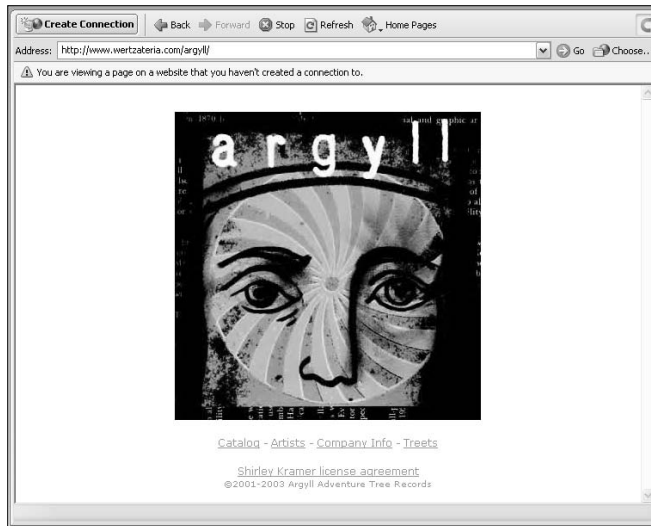 Create Connection Back Forward Stop Refresh Home Pages
Address: http://www.wertzateria.com/argyll/ Go Choose..
You are viewing a page on a website that you haven't created a connection to.
argyll
Catalog - Artists - Company Info - Treets
Shirley Kramer license agreement
©2001-2003 Argyll Adventure Tree Records